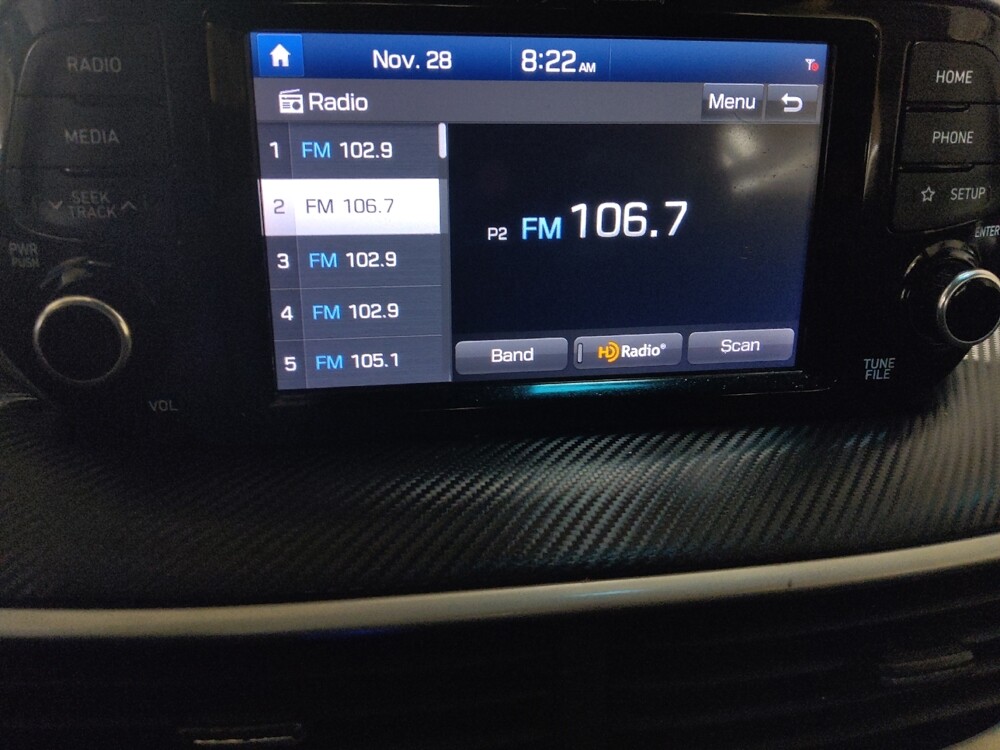 RADIO
MEDIA
SEEK
TRACK
PWR
PUSH
VOL
Nov. 28 8:22 AM
Radio Menu
1 FM 102.9
2 FM 106.7
3 FM 102.9
4 FM 102.9
5 FM 105.1
P2 FM 106.7
Band HD Radio® Scan
HOME
PHONE
☆ SETUP
ENTER
TUNE
FILE